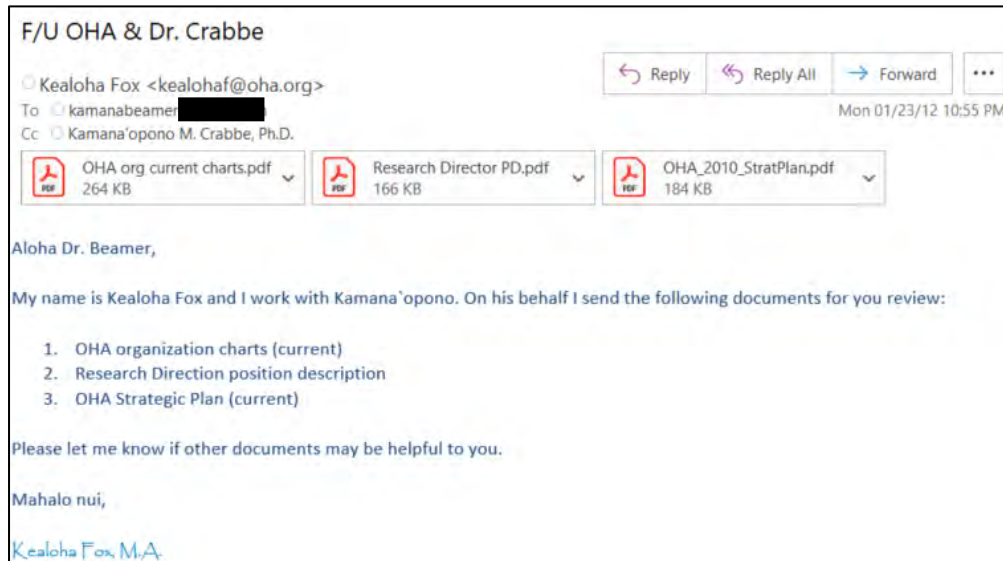 F/U OHA & Dr. Crabbe
Kealoha Fox <kealohaf@oha.org>
Reply
Reply All
Forward
...
To kamanabeamer
Mon 01/23/12 10:55 PM
Cc Kamana'opono M. Crabbe, Ph.D.
OHA org current charts.pdf
264 KB
Research Director PD.pdf
166 KB
OHA_2010_StratPlan.pdf
184 KB
PDF
PDF
PDF
Aloha Dr. Beamer,
My name is Kealoha Fox and I work with Kamana`opono. On his behalf I send the following documents for you review:
1. OHA organization charts (current)
2. Research Direction position description
3. OHA Strategic Plan (current)
Please let me know if other documents may be helpful to you.
Mahalo nui,
Kealoha Fox, M.A.